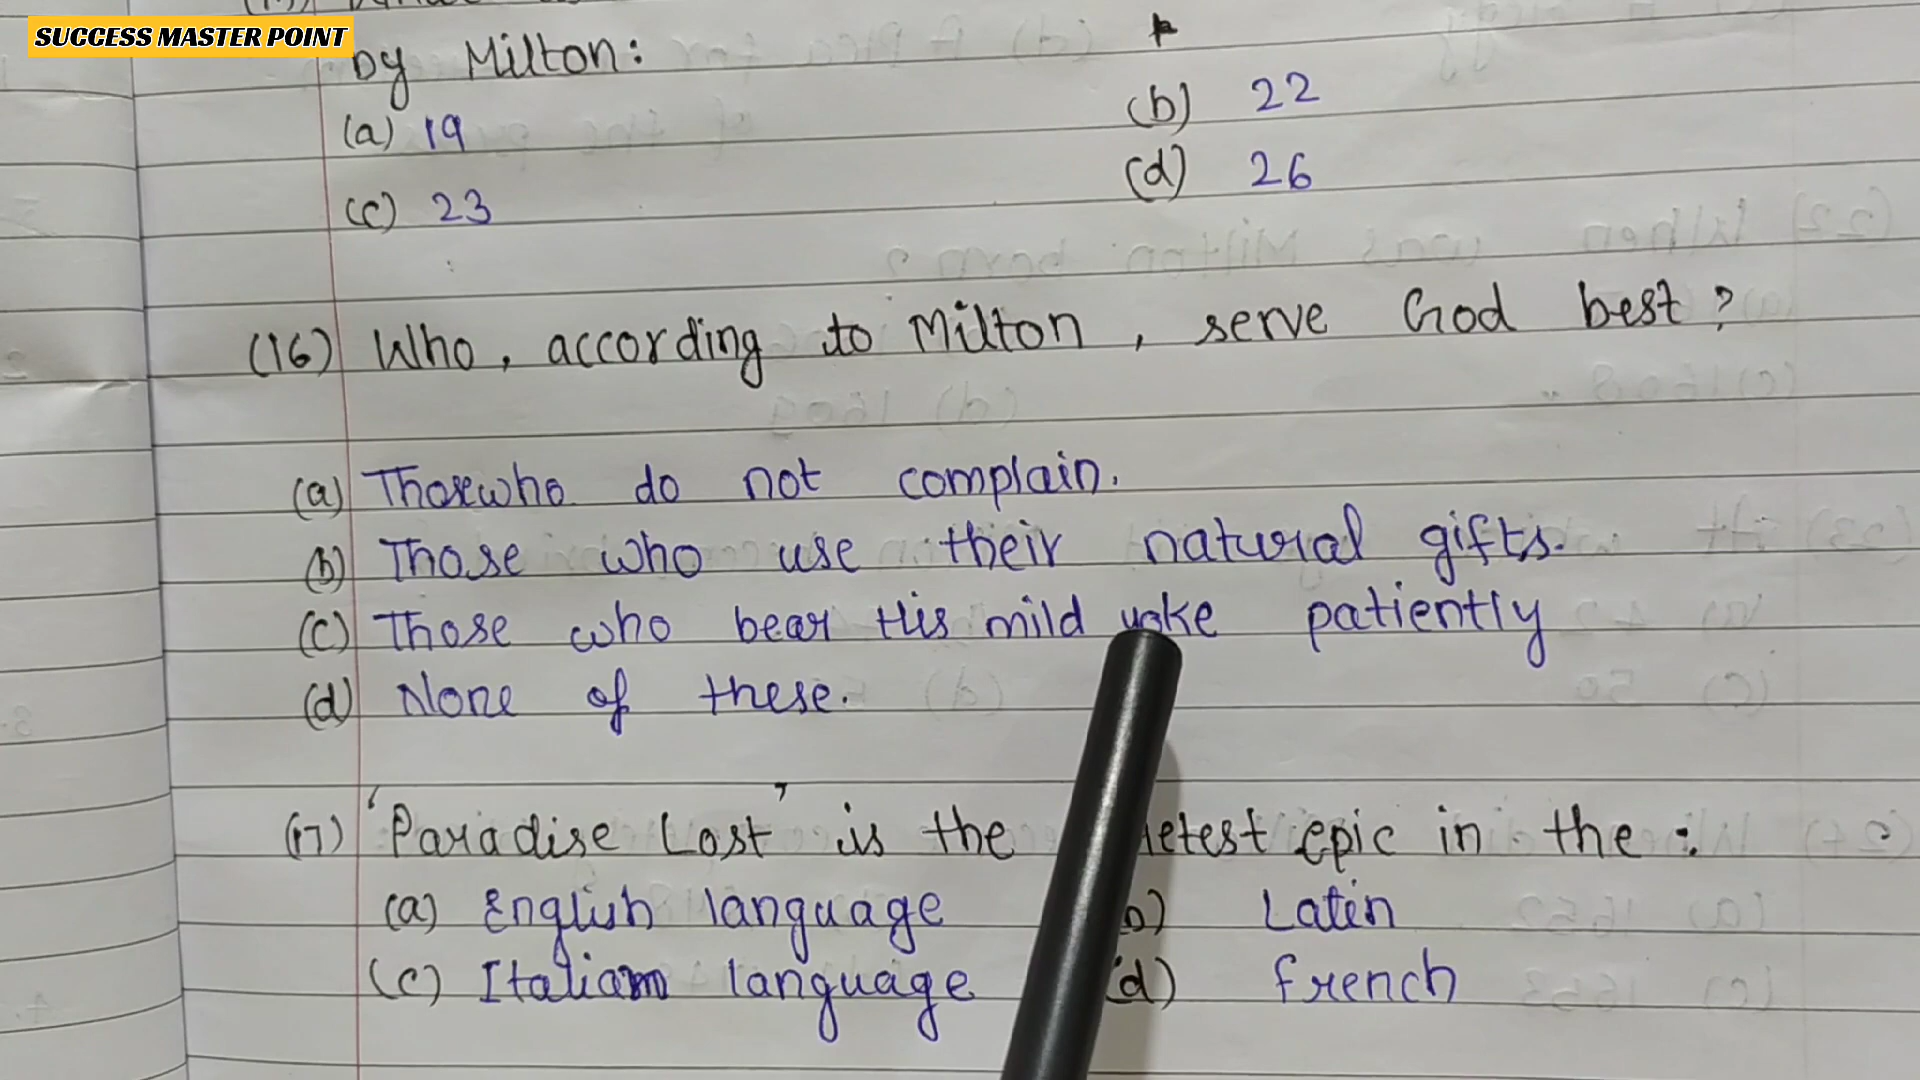 SUCCESS MASTER POINT
by Milton:
(a) 19 (b) 22
(c) 23 (d) 26
(16) Who, according to Milton, serve God best?
(a) Those who do not complain.
(b) Those who use their natural gifts.
(c) Those who bear His mild yoke patiently
(d) None of these.
(17) 'Paradise Lost' is the epic in the :
(a) English language Latin
(c) Italian language (d) French